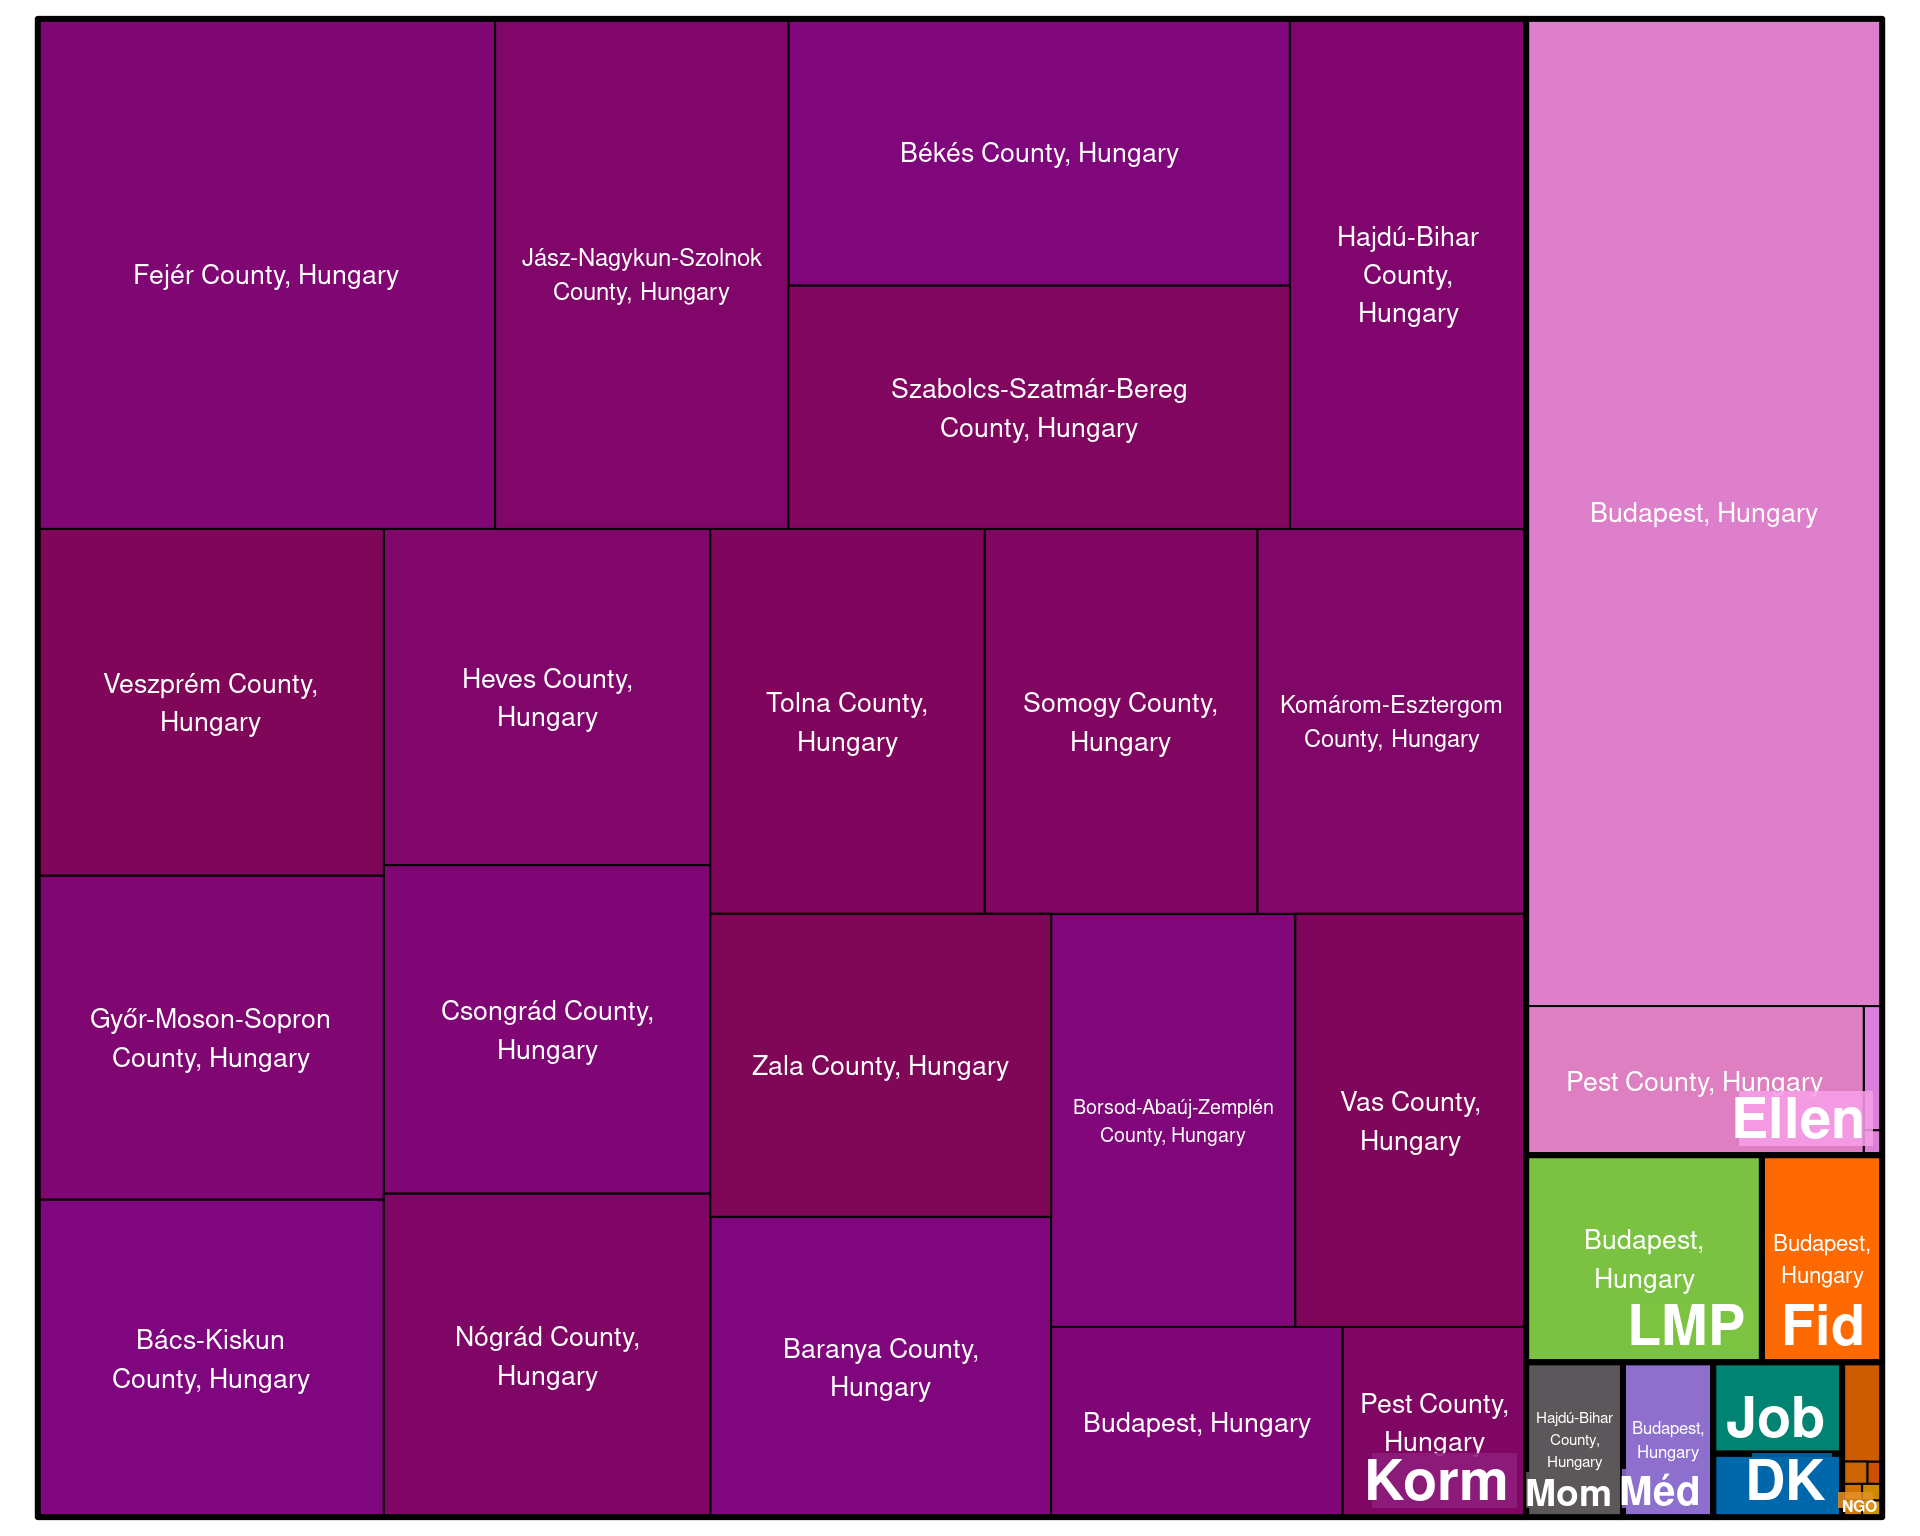 Fejér County, Hungary
Jász-Nagykun-Szolnok
County, Hungary
Békés County, Hungary
Szabolcs-Szatmár-Bereg
County, Hungary
Hajdú-Bihar
County,
Hungary
Budapest, Hungary
Veszprém County,
Hungary
Heves County,
Hungary
Tolna County,
Hungary
Somogy County,
Hungary
Komárom-Esztergom
County, Hungary
Győr-Moson-Sopron
County, Hungary
Csongrád County,
Hungary
Zala County, Hungary
Borsod-Abaúj-Zemplén
County, Hungary
Vas County,
Hungary
Pest County, Hungary
Ellen
Bács-Kiskun
County, Hungary
Nógrád County,
Hungary
Baranya County,
Hungary
Budapest, Hungary
Pest County,
Hungary
Korm
Budapest,
Hungary
LMP
Budapest,
Hungary
Fid
Hajdú-Bihar
County,
Hungary
Mom
Budapest,
Hungary
Méd
Job
DK
NGO